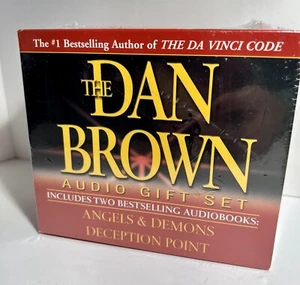 The #1 Bestselling Author of THE DA VINCI CODE
THE DAN
BROWN
AUDIO GIFT SET
INCLUDES TWO BESTSELLING AUDIOBOOKS:
ANGELS & DEMONS
DECEPTION POINT